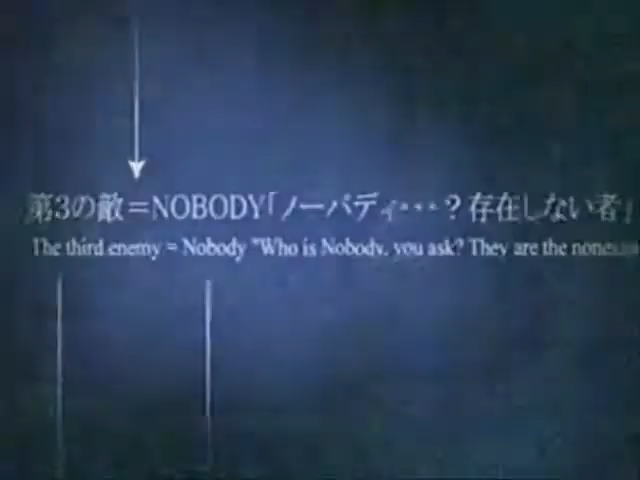 第3の敵=NOBODY「ノーバディ・・・?存在しない者」
The third enemy = Nobody "Who is Nobody, you ask? They are the